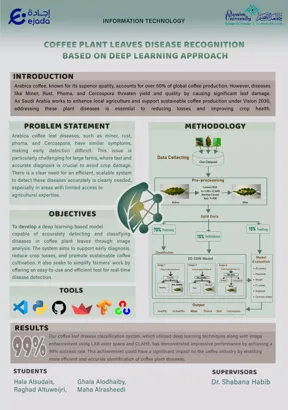 إجادة
ejada
INFORMATION TECHNOLOGY
Qassim
University
COFFEE PLANT LEAVES DISEASE RECOGNITION
BASED ON DEEP LEARNING APPROACH
INTRODUCTION
Arabica coffee, known for its superior quality, accounts for over 60% of global coffee production. However, diseases
like Miner, Rust, Phoma, and Cercospora threaten yield and quality by causing significant leaf damage.
As Saudi Arabia works to enhance local agriculture and support sustainable coffee production under Vision 2030,
addressing these plant diseases is essential to reducing losses and improving crop health.
PROBLEM STATEMENT
Arabica coffee leaf diseases, such as miner, rust,
phoma, and Cercospora, have similar symptoms,
making early detection difficult. This issue is
particularly challenging for large farms, where fast and
accurate diagnosis is crucial to avoid crop damage.
There is a clear need for an efficient, scalable system
to detect these diseases accurately is clearly needed,
especially in areas with limited access to
agricultural expertise.
OBJECTIVES
To develop a deep learning-based model
capable of accurately detecting and classifying
diseases in coffee plant leaves through image
analysis. The system aims to support early diagnosis,
reduce crop losses, and promote sustainable coffee
cultivation. It also seeks to simplify farmers' work by
offering an easy-to-use and efficient tool for real-time
disease detection.
TOOLS
METHODOLOGY
Data Collecting
Pre-processing
Split Data
70% Training
15% Validation
15% Testing
Classification
Model
Evaluation
Output
RESULTS
99%
Our coffee leaf disease classification system, which utilized deep learning techniques along with image
enhancement using LAB color space and CLAHE, has demonstrated impressive performance by achieving a
99% success rate. This achievement could have a significant impact on the coffee industry by enabling
more efficient and accurate identification of coffee plant diseases.
STUDENTS
Hala Alsudais,
Raghad Altuweijri,
Ghala Alodhaiby,
Maha Alrasheedi
SUPERVISORS
Dr. Shabana Habib